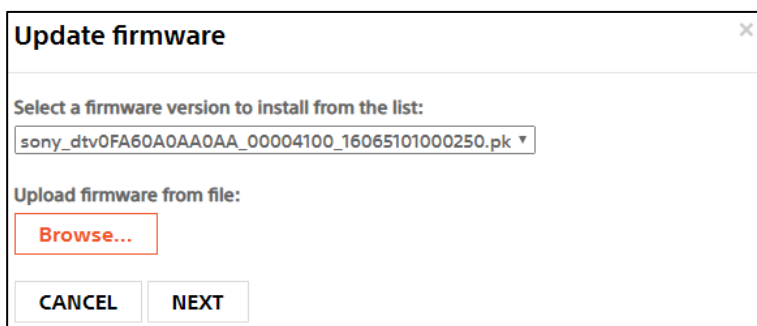 Update firmware
Select a firmware version to install from the list:
sony_dtv0FA60A0AA0AA_00004100_16065101000250.pk
Upload firmware from file:
Browse...
CANCEL NEXT